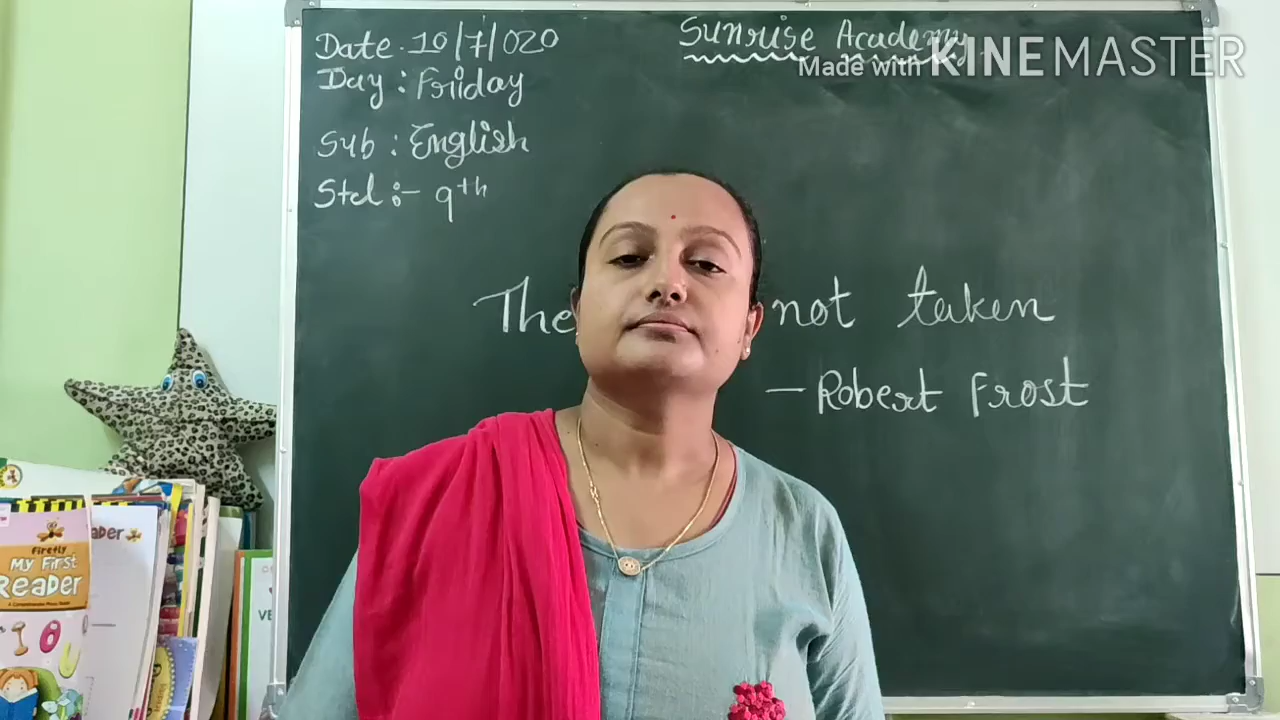 Date . 10/7/020
Day : Friday
Sub : English
Std :- 9th
Sunrise Academy
Made with KINEMASTER
The not taken
— Robert Frost
firefly
MY FIRST
READER